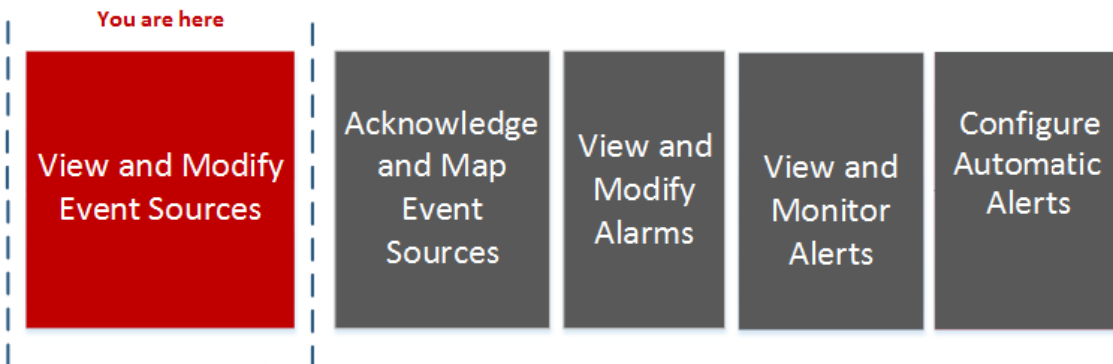 You are here
View and Modify
Event Sources
Acknowledge
and Map
Event
Sources
View and
Modify
Alarms
View and
Monitor
Alerts
Configure
Automatic
Alerts